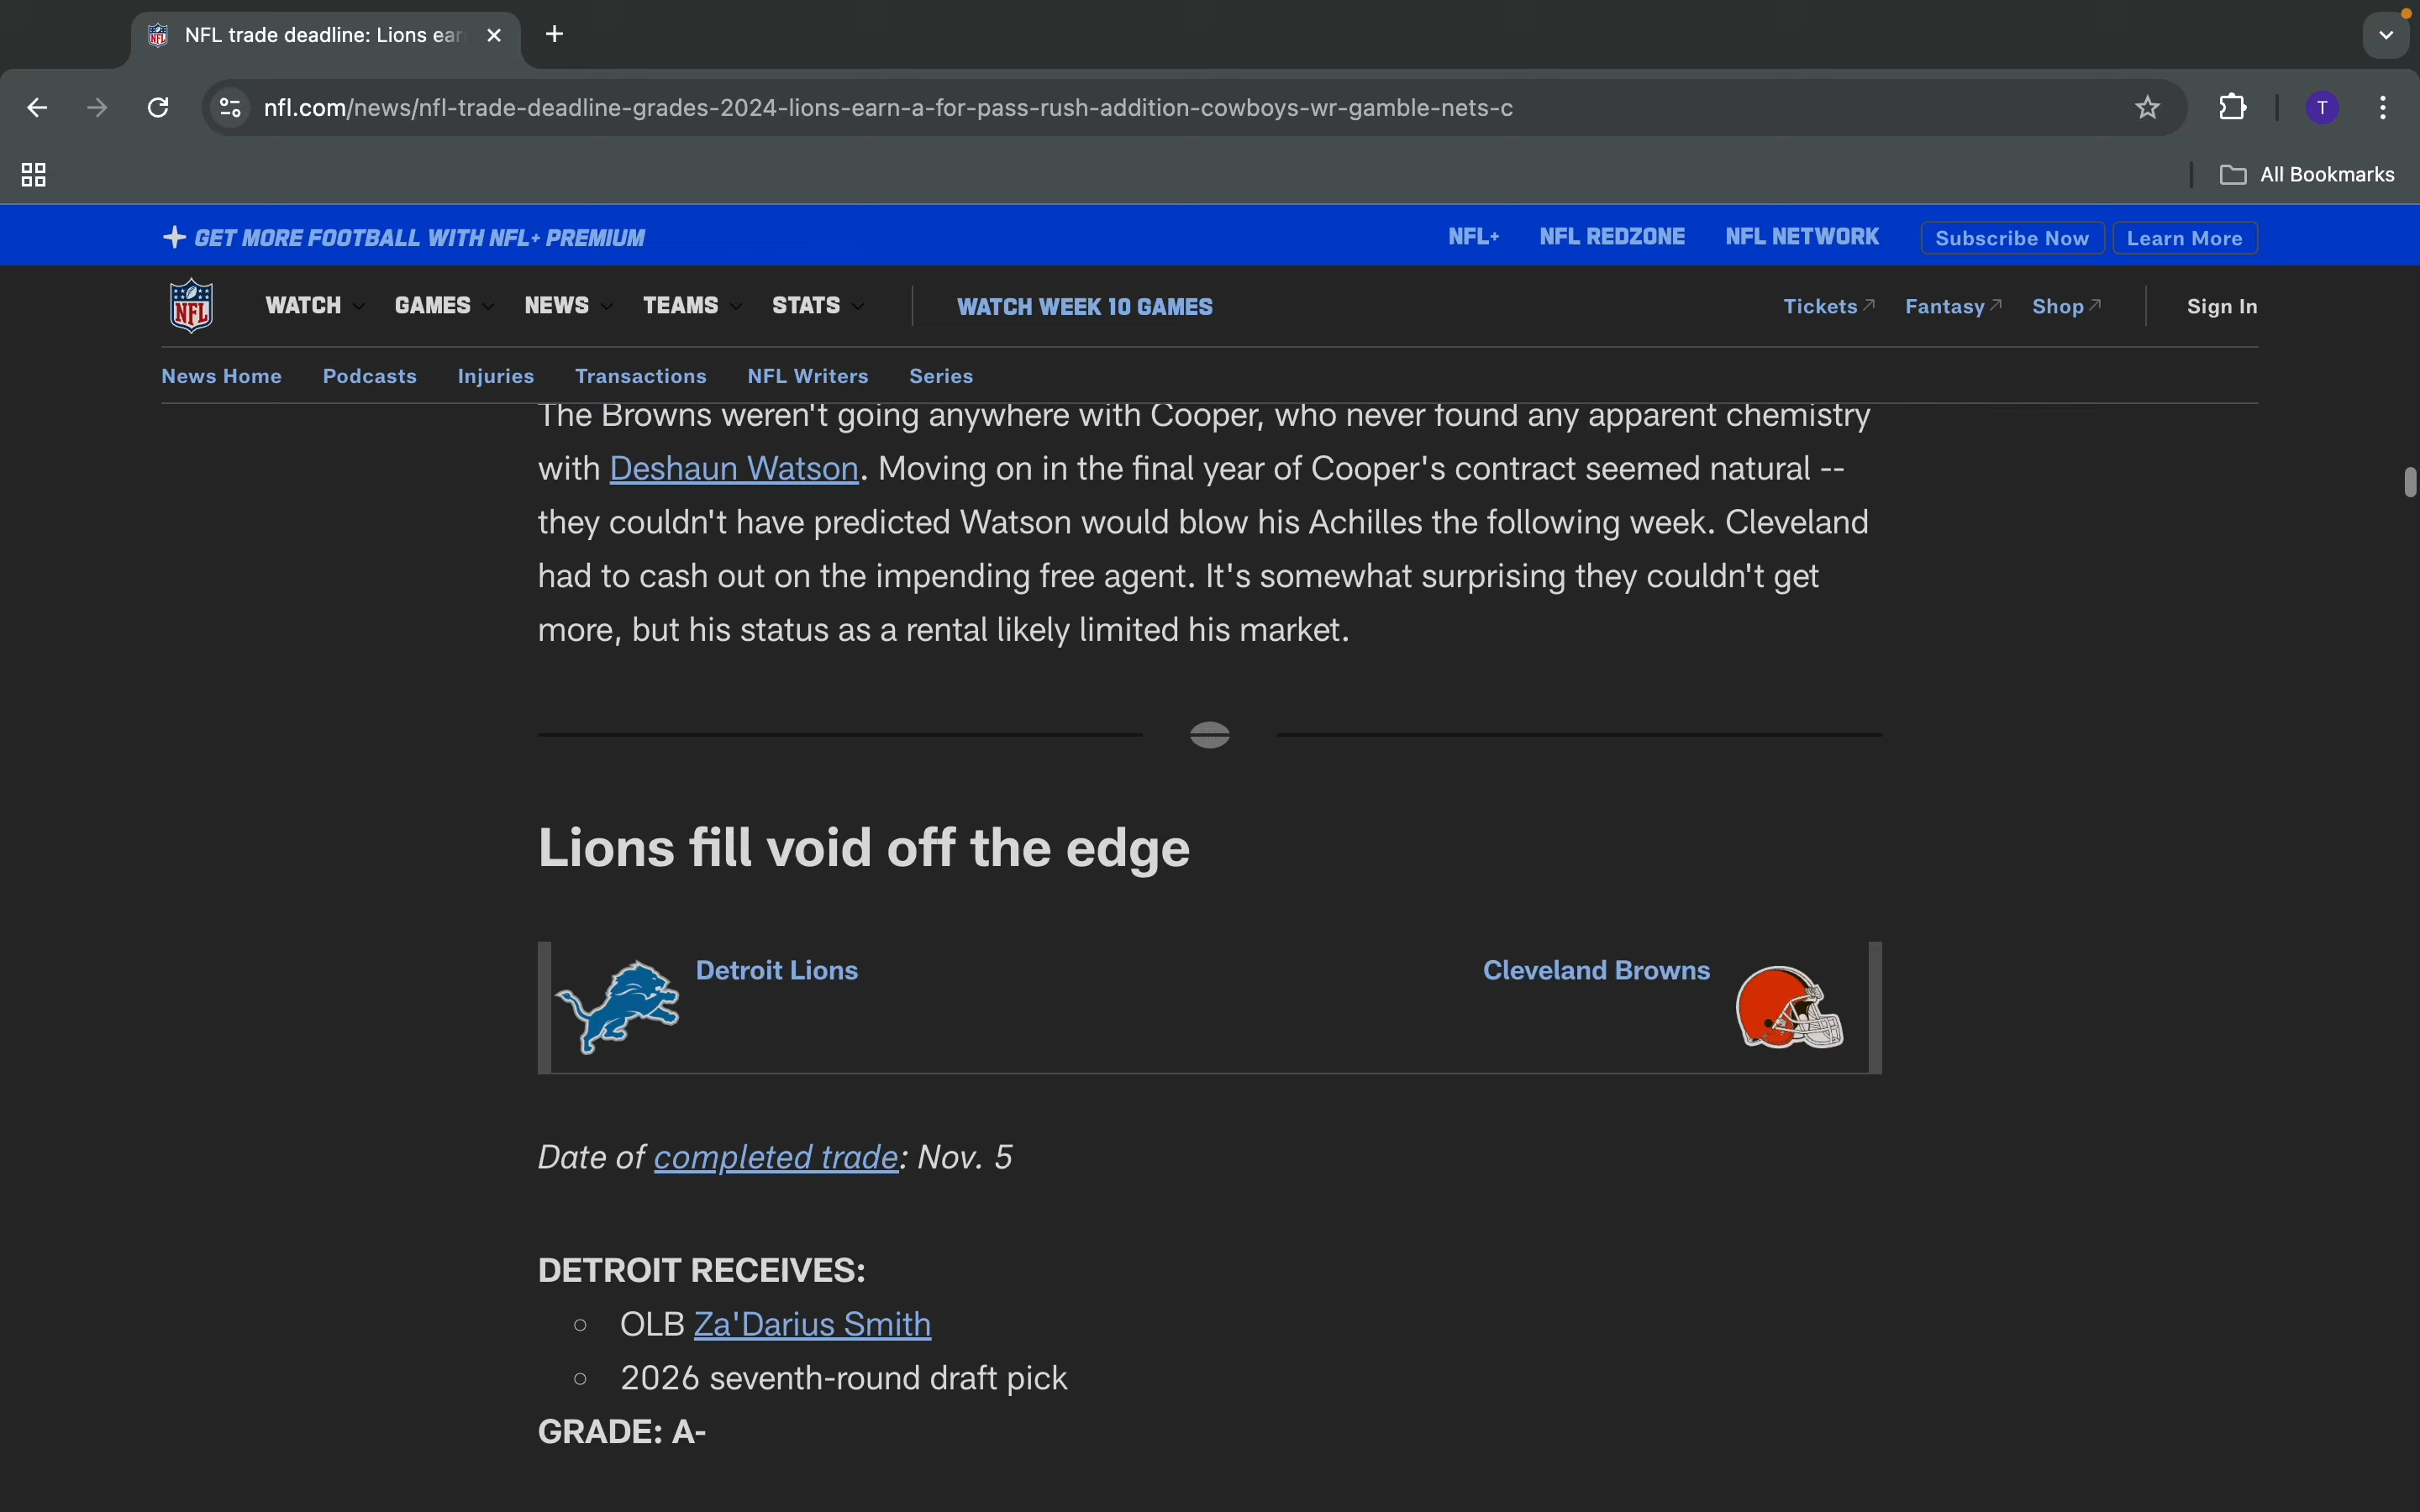 NFL trade deadline: Lions ear
nfl.com/news/nfl-trade-deadline-grades-2024-lions-earn-a-for-pass-rush-addition-cowboys-wr-gamble-nets-c
T
All Bookmarks
GET MORE FOOTBALL WITH NFL+ PREMIUM NFL+ NFL REDZONE NFL NETWORK Subscribe Now Learn More
NFL WATCH GAMES NEWS TEAMS STATS WATCH WEEK 10 GAMES Tickets Fantasy Shop Sign In
News Home Podcasts Injuries Transactions NFL Writers Series
The Browns weren't going anywhere with Cooper, who never found any apparent chemistry
with Deshaun Watson. Moving on in the final year of Cooper's contract seemed natural --
they couldn't have predicted Watson would blow his Achilles the following week. Cleveland
had to cash out on the impending free agent. It's somewhat surprising they couldn't get
more, but his status as a rental likely limited his market.
Lions fill void off the edge
Detroit Lions Cleveland Browns
Date of completed trade: Nov. 5
DETROIT RECEIVES:
OLB Za'Darius Smith
2026 seventh-round draft pick
GRADE: A-